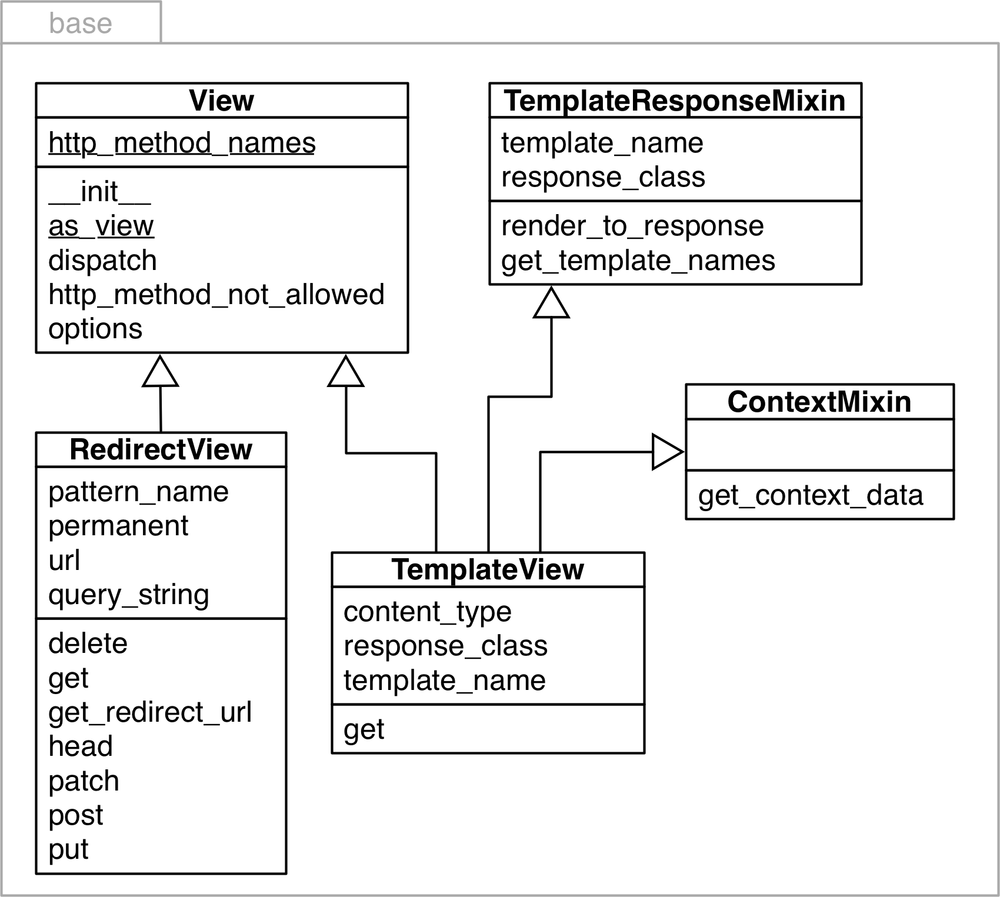 base
View
http_method_names
__init__
as_view
dispatch
http_method_not_allowed
options
TemplateResponseMixin
template_name
response_class
render_to_response
get_template_names
ContextMixin
get_context_data
RedirectView
pattern_name
permanent
url
query_string
delete
get
get_redirect_url
head
patch
post
put
TemplateView
content_type
response_class
template_name
get